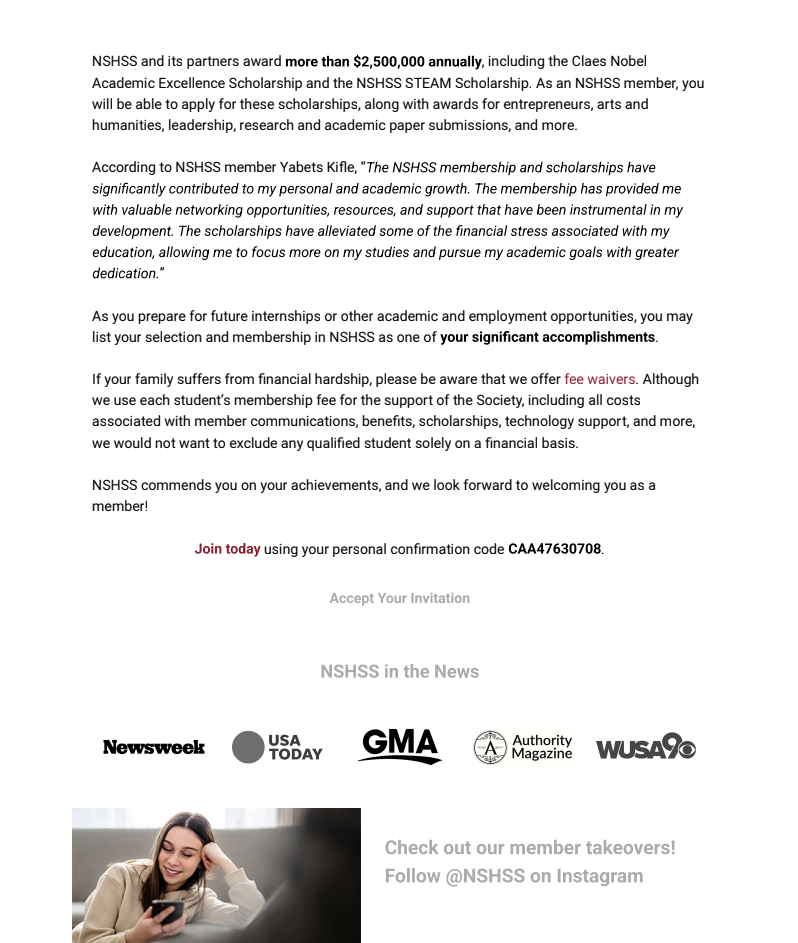 NSHSS and its partners award more than $2,500,000 annually, including the Claes Nobel
Academic Excellence Scholarship and the NSHSS STEAM Scholarship. As an NSHSS member, you
will be able to apply for these scholarships, along with awards for entrepreneurs, arts and
humanities, leadership, research and academic paper submissions, and more.
According to NSHSS member Yabets Kifle, “The NSHSS membership and scholarships have
significantly contributed to my personal and academic growth. The membership has provided me
with valuable networking opportunities, resources, and support that have been instrumental in my
development. The scholarships have alleviated some of the financial stress associated with my
education, allowing me to focus more on my studies and pursue my academic goals with greater
dedication.”
As you prepare for future internships or other academic and employment opportunities, you may
list your selection and membership in NSHSS as one of your significant accomplishments.
If your family suffers from financial hardship, please be aware that we offer fee waivers. Although
we use each student’s membership fee for the support of the Society, including all costs
associated with member communications, benefits, scholarships, technology support, and more,
we would not want to exclude any qualified student solely on a financial basis.
NSHSS commends you on your achievements, and we look forward to welcoming you as a
member!
Join today using your personal confirmation code CAA47630708.
Accept Your Invitation
NSHSS in the News
Newsweek
USA
TODAY
GMA
A
Authority
Magazine
WUSA9
Check out our member takeovers!
Follow @NSHSS on Instagram